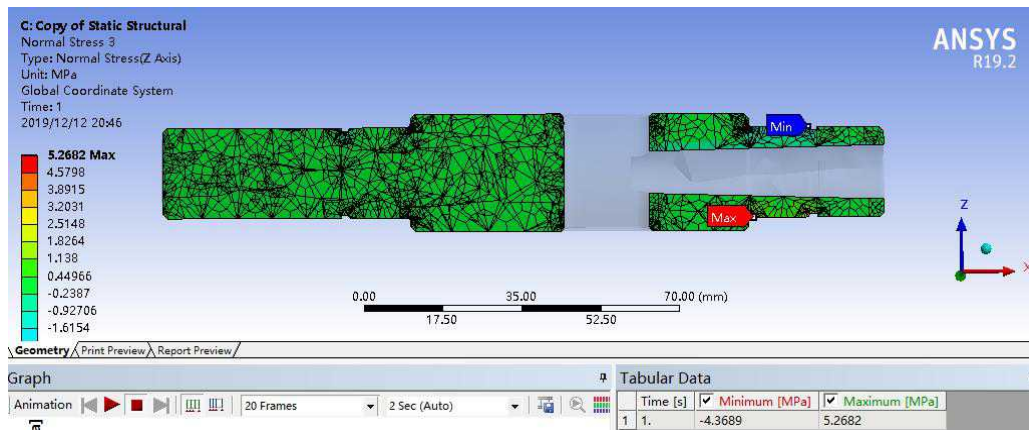 C: Copy of Static Structural
Normal Stress 3
Type: Normal Stress(Z Axis)
Unit: MPa
Global Coordinate System
Time: 1
2019/12/12 20:46
ANSYS
R19.2
5.2682 Max
4.5798
3.8915
3.2031
2.5148
1.8264
1.138
0.44966
-0.2387
-0.92706
-1.6154
Min
Max
Z
X
0.00
35.00
70.00 (mm)
17.50
52.50
Geometry
Print Preview
Report Preview
Graph
Tabular Data
Animation
20 Frames
2 Sec (Auto)
Time [s]
Minimum [MPa]
Maximum [MPa]
1
1.
-4.3689
5.2682